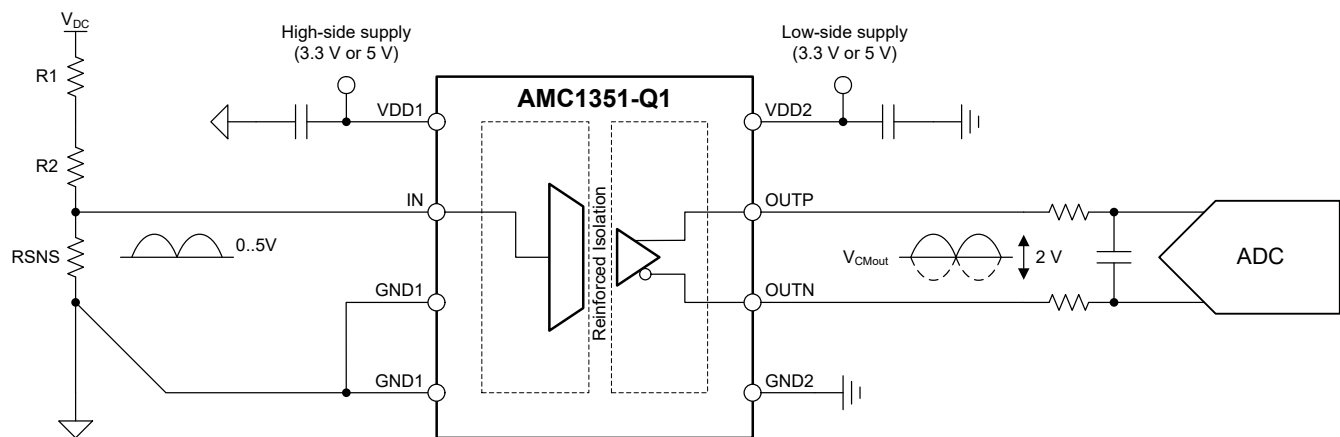 V_DC
High-side supply
(3.3 V or 5 V)
Low-side supply
(3.3 V or 5 V)
R1
AMC1351-Q1
VDD1
VDD2
R2
IN
OUTP
RSNS
0..5V
Reinforced Isolation
V_CMout
2 V
ADC
GND1
OUTN
GND1
GND2